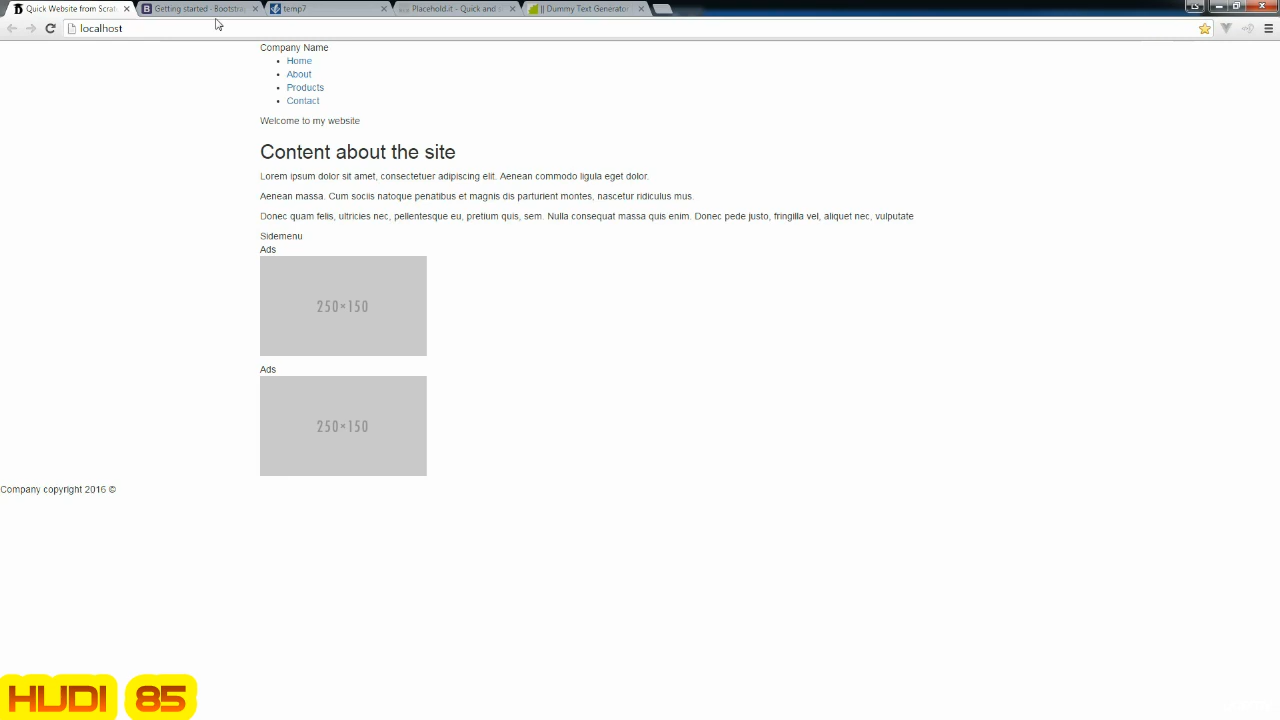 Quick Website from Scra
Getting started · Bootstrap
temp7
Placehold.it - Quick and
|| Dummy Text Generator
localhost
Company Name
Home
About
Products
Contact
Welcome to my website
Content about the site
Lorem ipsum dolor sit amet, consectetuer adipiscing elit. Aenean commodo ligula eget dolor.
Aenean massa. Cum sociis natoque penatibus et magnis dis parturient montes, nascetur ridiculus mus.
Donec quam felis, ultricies nec, pellentesque eu, pretium quis, sem. Nulla consequat massa quis enim. Donec pede justo, fringilla vel, aliquet nec, vulputate
Sidemenu
Ads
250×150
Ads
250×150
Company copyright 2016 ©
HUDI 85